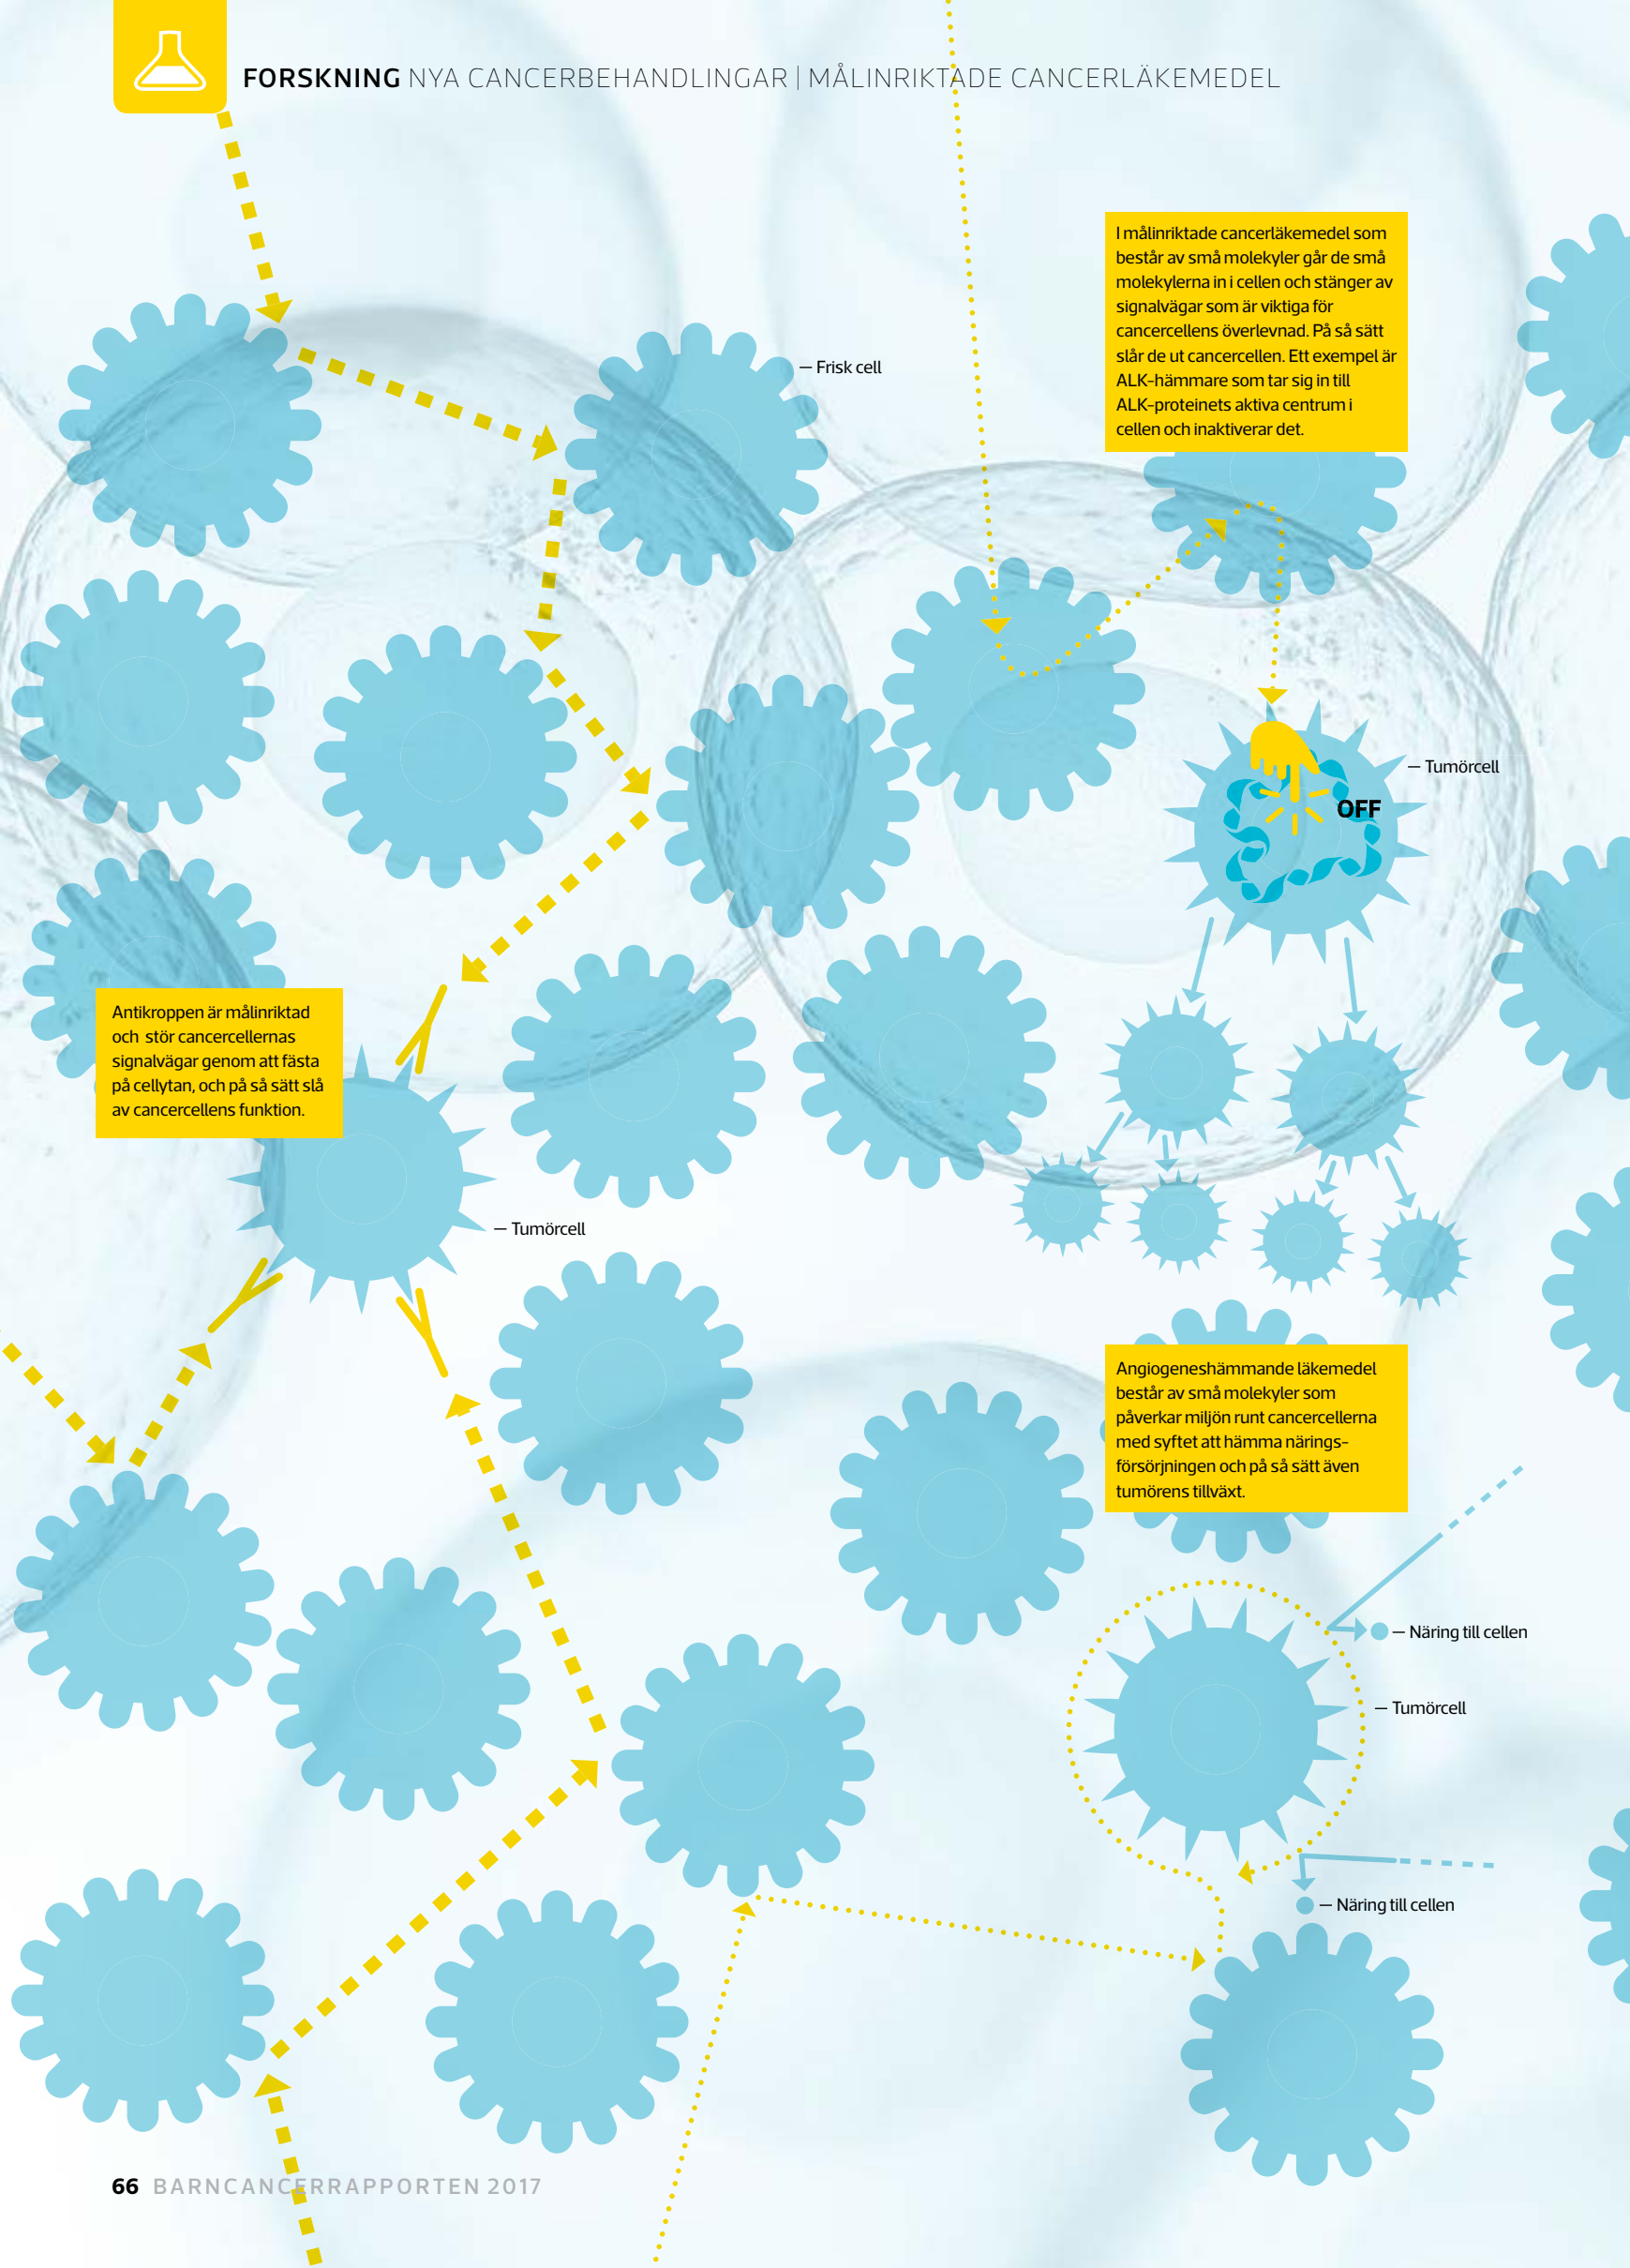 FORSKNING NYA CANCERBEHANDLINGAR | MÅLINRIKTADE CANCERLÄKEMEDEL
I målinriktade cancerläkemedel som
består av små molekyler går de små
molekylerna in i cellen och stänger av
signalvägar som är viktiga för
cancercellens överlevnad. På så sätt
slår de ut cancercellen. Ett exempel är
ALK-hämmare som tar sig in till
ALK-proteinets aktiva centrum i
cellen och inaktiverar det.
— Frisk cell
— Tumörcell
OFF
Antikroppen är målinriktad
och stör cancercellernas
signalvägar genom att fästa
på cellytan, och på så sätt slå
av cancercellens funktion.
— Tumörcell
Angiogeneshämmande läkemedel
består av små molekyler som
påverkar miljön runt cancercellerna
med syftet att hämma närings-
försörjningen och på så sätt även
tumörens tillväxt.
— Näring till cellen
— Tumörcell
— Näring till cellen
66 BARNCANCERRAPPORTEN 2017